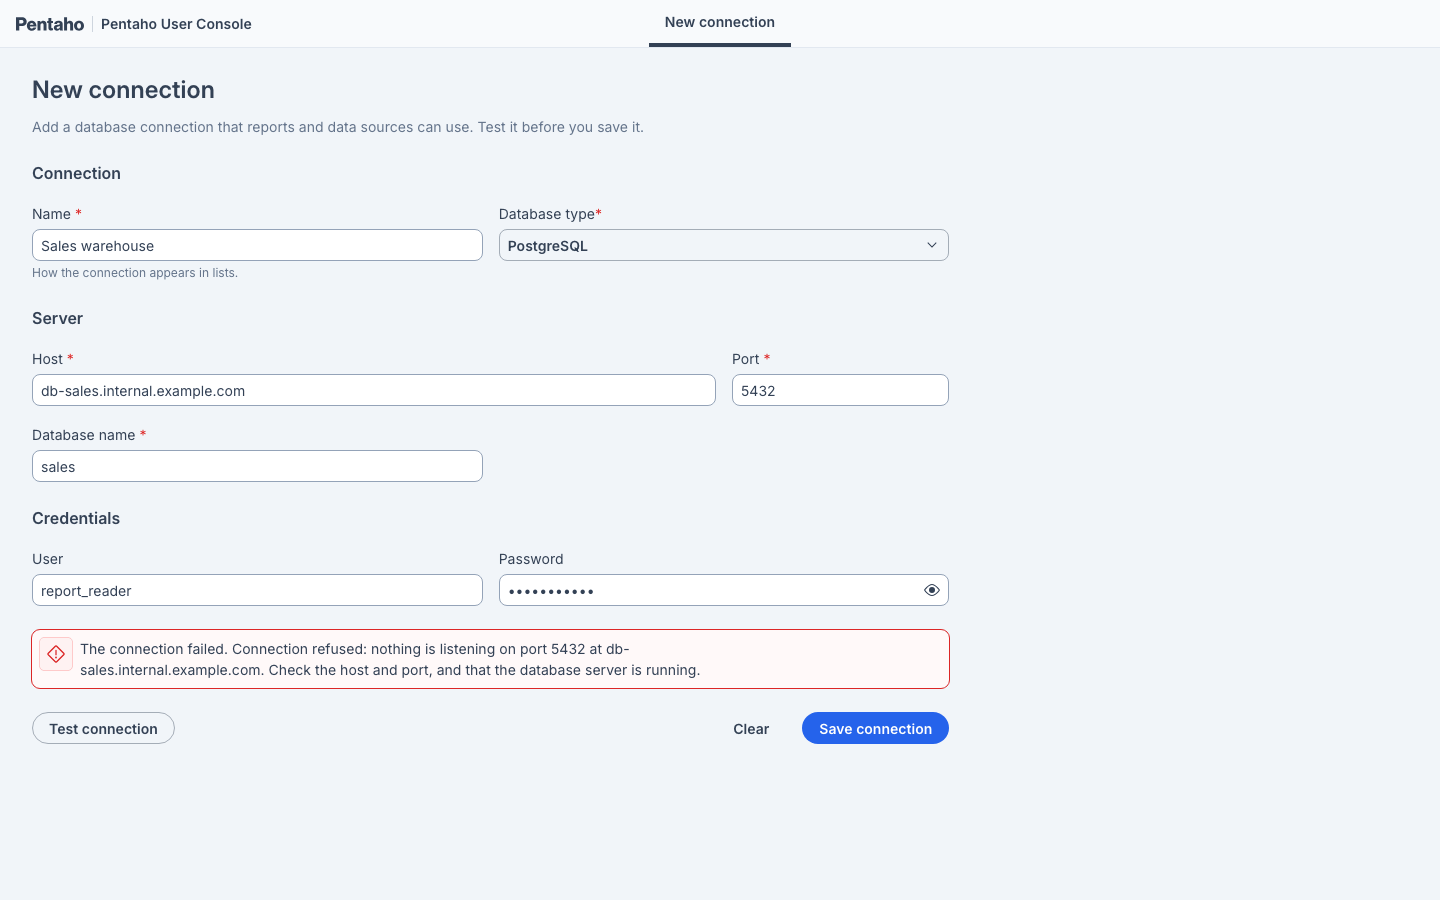 Pentaho
Pentaho User Console
New connection
New connection
Add a database connection that reports and data sources can use. Test it before you save it.
Connection
Name *
Database type*
Sales warehouse
PostgreSQL
How the connection appears in lists.
Server
Host *
Port *
db-sales.internal.example.com
5432
Database name *
sales
Credentials
User
Password
report_reader
•••••••••••
The connection failed. Connection refused: nothing is listening on port 5432 at db-
sales.internal.example.com. Check the host and port, and that the database server is running.
Test connection
Clear
Save connection